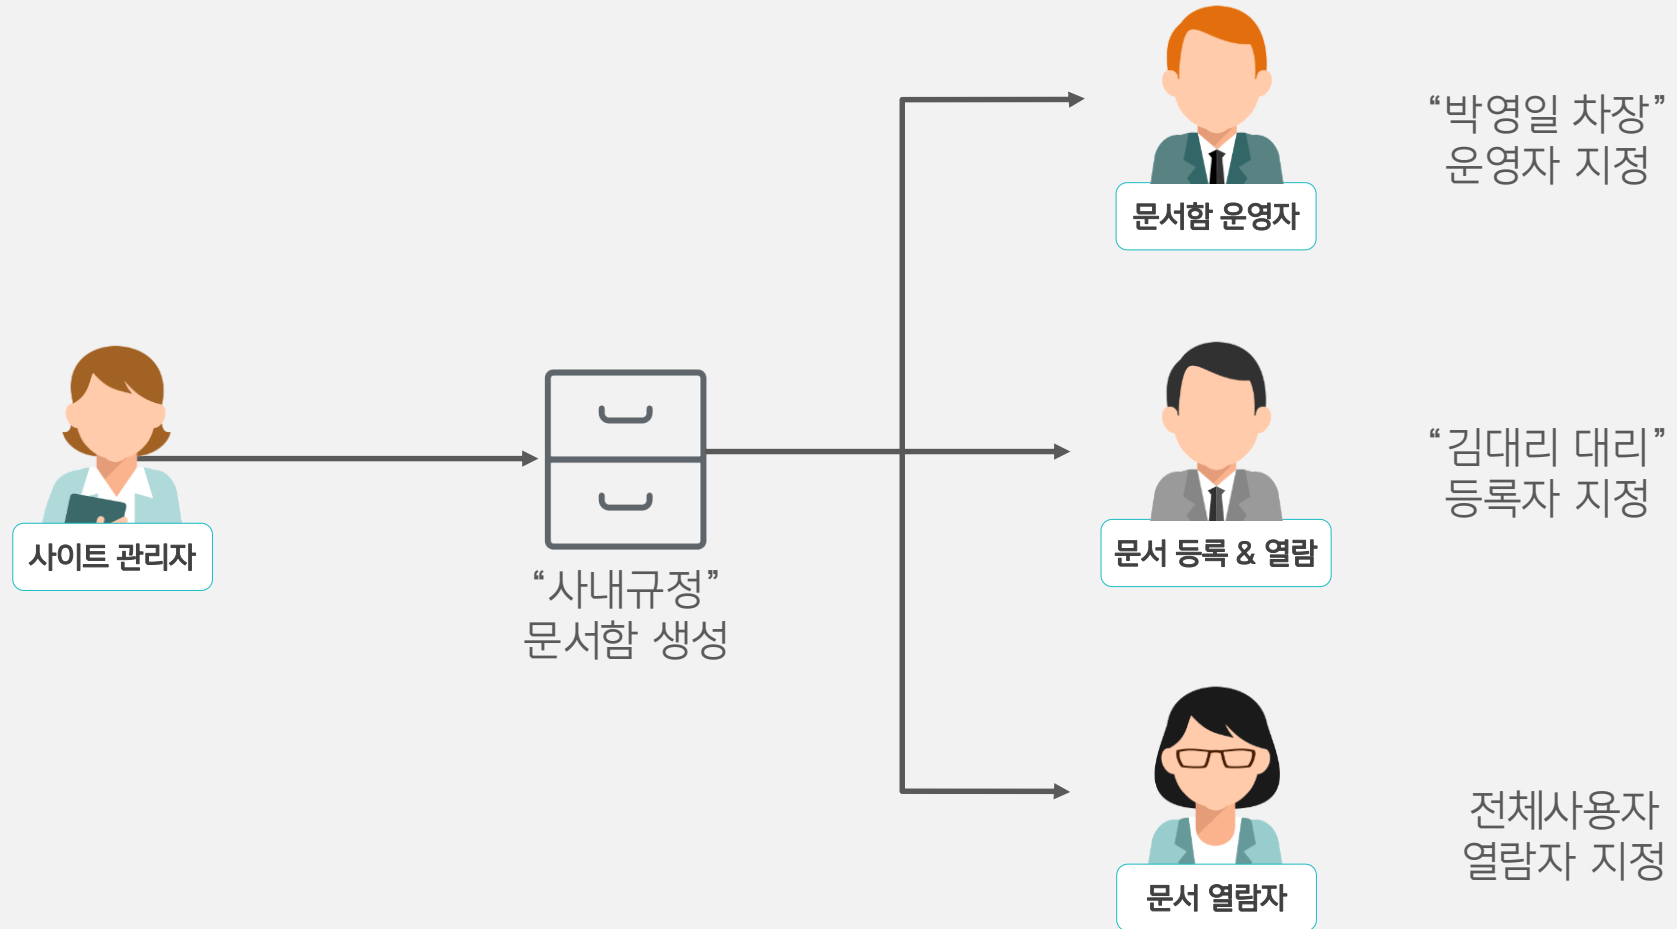 “박영일 차장”
운영자 지정
문서함 운영자
“김대리 대리”
등록자 지정
사이트 관리자
문서 등록 & 열람
“사내규정”
문서함 생성
전체사용자
열람자 지정
문서 열람자